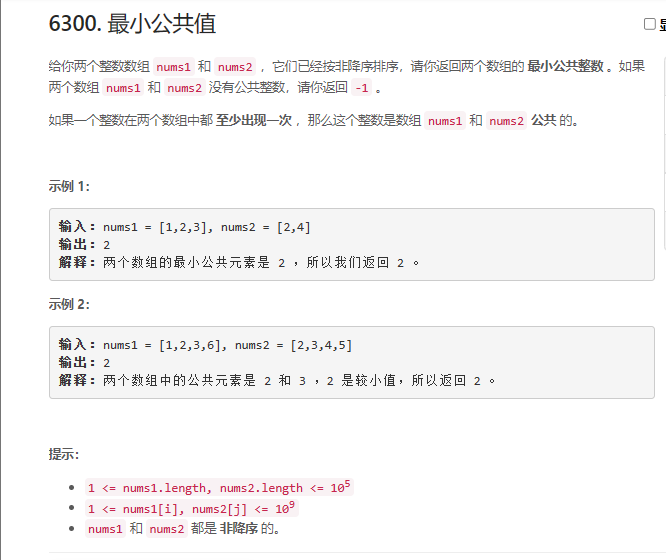 6300. 最小公共值
给你两个整数数组 nums1 和 nums2 ，它们已经按非降序排序，请你返回两个数组的 最小公共整数 。如果
两个数组 nums1 和 nums2 没有公共整数，请你返回 -1 。
如果一个整数在两个数组中都 至少出现一次 ，那么这个整数是数组 nums1 和 nums2 公共 的。
示例 1：
输入：nums1 = [1,2,3], nums2 = [2,4]
输出：2
解释：两个数组的最小公共元素是 2 ，所以我们返回 2 。
示例 2：
输入：nums1 = [1,2,3,6], nums2 = [2,3,4,5]
输出：2
解释：两个数组中的公共元素是 2 和 3 ，2 是较小值，所以返回 2 。
提示：
1 <= nums1.length, nums2.length <= 10⁵
1 <= nums1[i], nums2[j] <= 10⁹
nums1 和 nums2 都是 非降序 的。